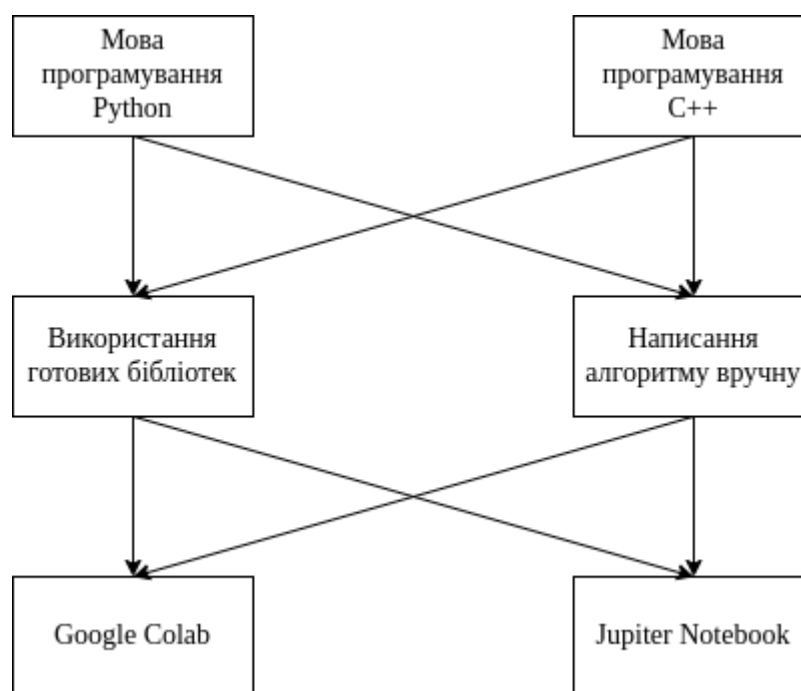 Мова
програмування
Python
Мова
програмування
C++
Використання
готових бібліотек
Написання
алгоритму вручну
Google Colab
Jupiter Notebook